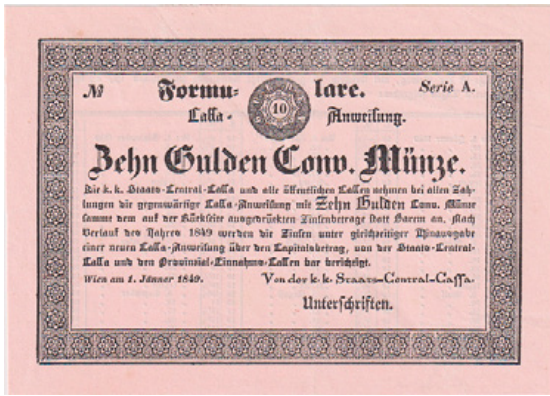 № Formu= lare. Serie A.
Cassa - 10 Anweisung.
Zehn Gulden Conv. Münze.
Die k. k. Staats-Central-Cassa und alle öffentlichen Cassen nehmen bei allen Zah-
lungen die gegenwärtige Cassa-Anweisung mit Zehn Gulden Conv. Münze
sammt dem auf der Rückseite ausgedrückten Zinsenbetrage statt Barem an. Nach
Verlauf des Jahres 1849 werden die Zinsen unter gleichzeitiger Hinausgabe
einer neuen Cassa-Anweisung über den Capitalsbetrag, von der Staats-Central-
Cassa und den Provinzial-Einnahms-Cassen bar berichtigt.
Wien am 1. Jänner 1849. Von der k. k. Staats-Central-Cassa.
Unterschriften.